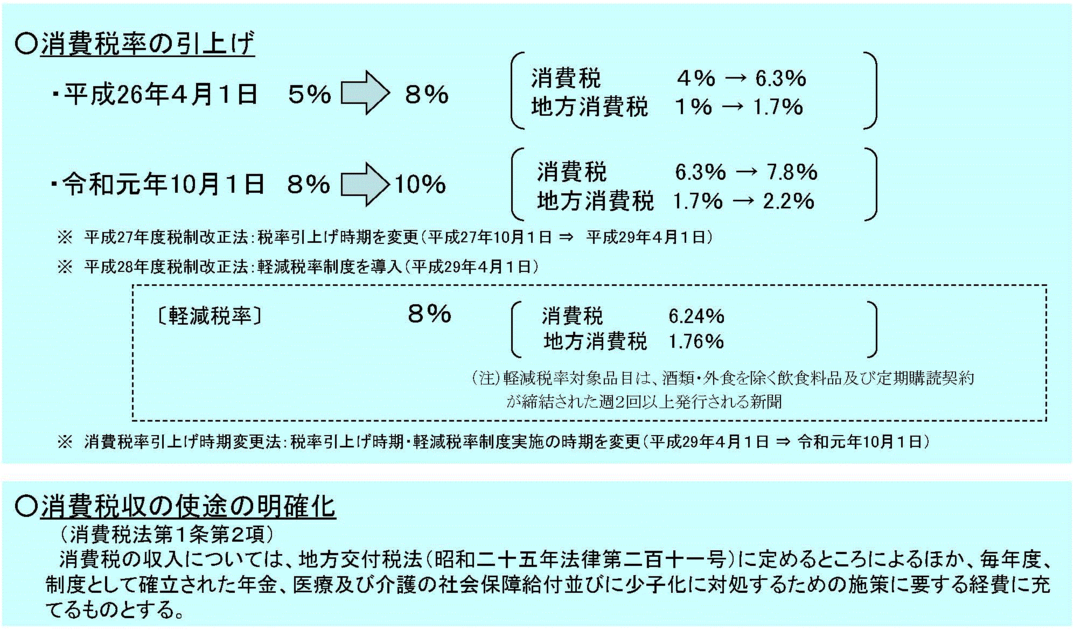 〇消費税率の引上げ
・平成26年4月1日 5% ⇨ 8% 消費税 4% → 6.3%
地方消費税 1% → 1.7%
・令和元年10月1日 8% ⇨ 10% 消費税 6.3% → 7.8%
地方消費税 1.7% → 2.2%
※ 平成27年度税制改正法：税率引上げ時期を変更（平成27年10月1日 ⇒ 平成29年4月1日）
※ 平成28年度税制改正法：軽減税率制度を導入（平成29年4月1日）
〔軽減税率〕 8% 消費税 6.24%
地方消費税 1.76%
（注）軽減税率対象品目は、酒類・外食を除く飲食料品及び定期購読契約
が締結された週2回以上発行される新聞
※ 消費税率引上げ時期変更法：税率引上げ時期・軽減税率制度実施の時期を変更（平成29年4月1日 ⇒ 令和元年10月1日）
〇消費税収の使途の明確化
（消費税法第1条第2項）
消費税の収入については、地方交付税法（昭和二十五年法律第二百十一号）に定めるところによるほか、毎年度、
制度として確立された年金、医療及び介護の社会保障給付並びに少子化に対処するための施策に要する経費に充
てるものとする。